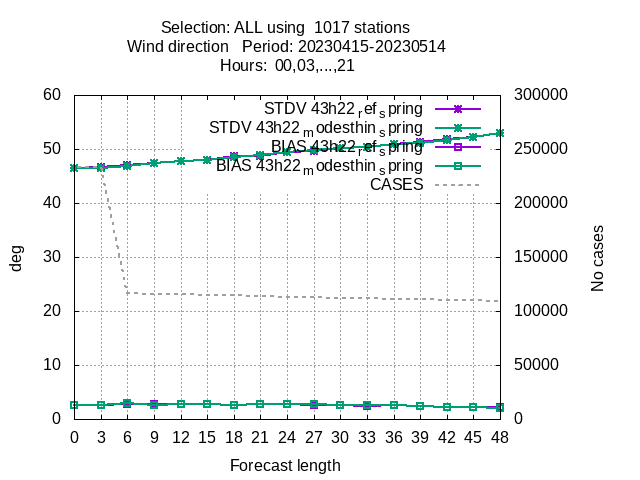 Selection: ALL using  1017 stations
Wind direction   Period: 20230415-20230514
Hours:  00,03,...,21
60 300000
STDV 43h22_ref_spring
STDV 43h22_modesthin_spring
50 250000
BIAS 43h22_ref_spring
BIAS 43h22_modesthin_spring
CASES
40 200000
30 150000
20 100000
10 50000
0 0
deg
No cases
0 3 6 9 12 15 18 21 24 27 30 33 36 39 42 45 48
Forecast length